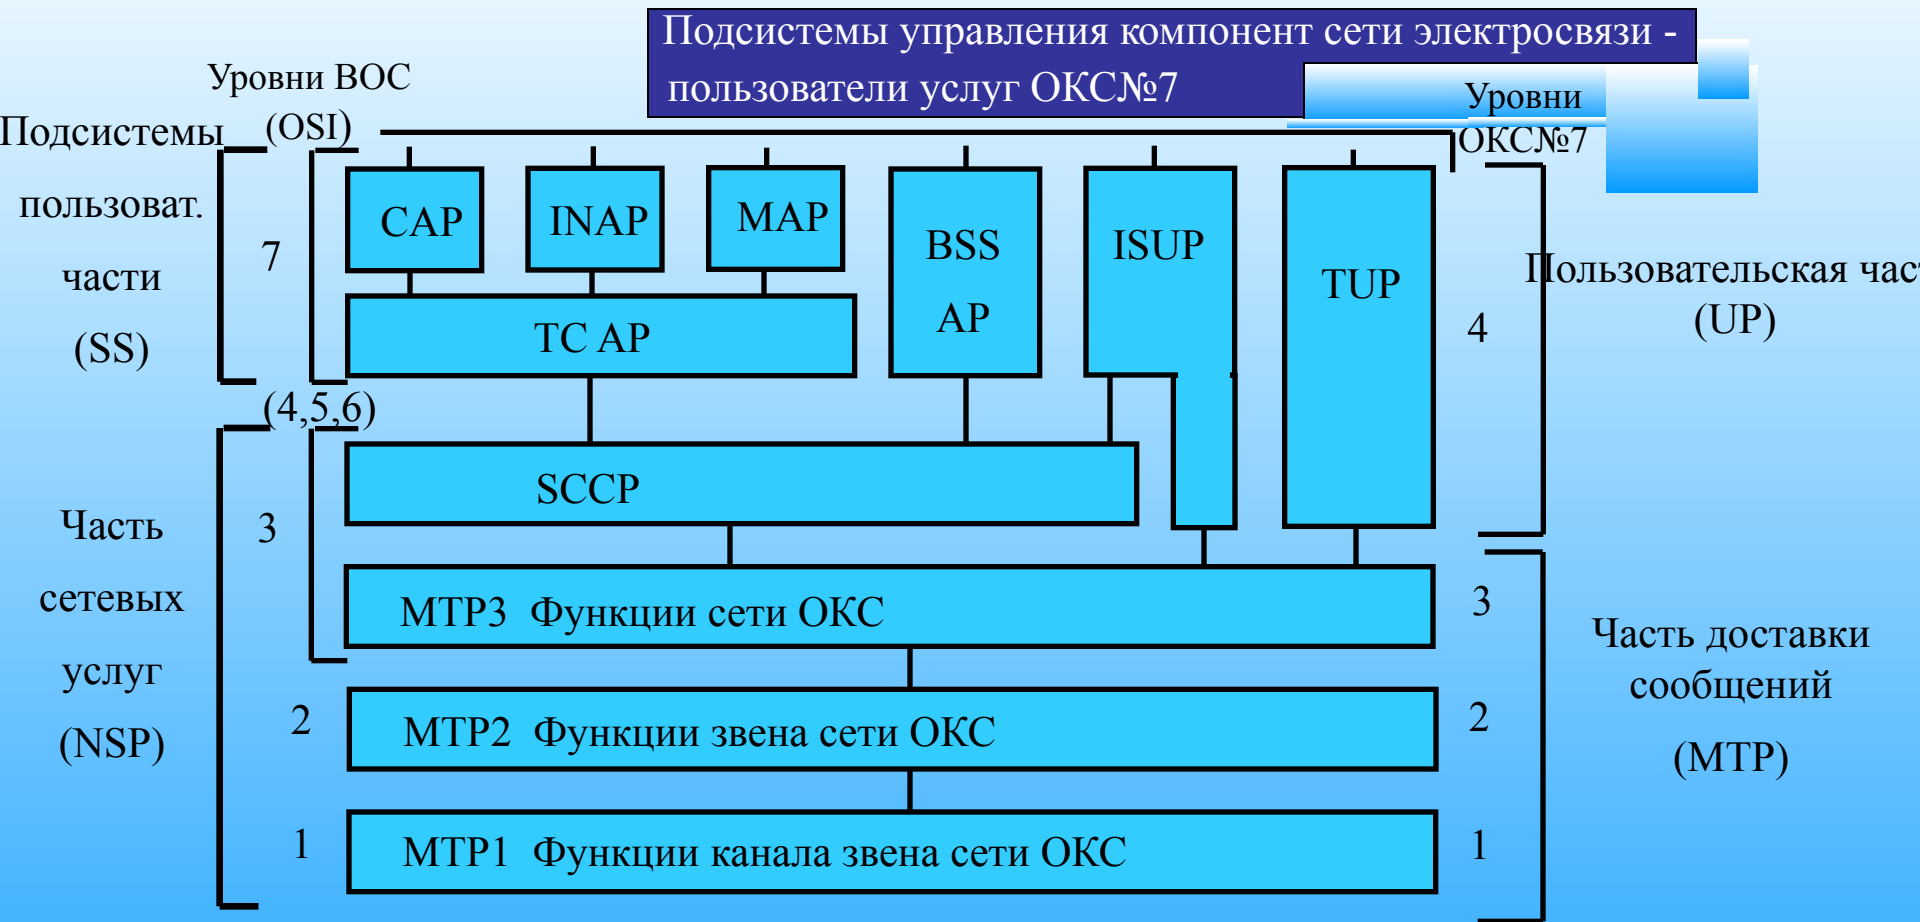 Подсистемы управления компонент сети электросвязи -
пользователи услуг ОКС№7
Уровни ВОС
(OSI)
Уровни
ОКС№7
Подсистемы
пользоват.
части
(SS)
7
(4,5,6)
CAP
INAP
MAP
BSS
AP
ISUP
TUP
TC AP
4
Пользовательская част
(UP)
SCCP
Часть
сетевых
услуг
(NSP)
3
MTP3 Функции сети ОКС
3
2
MTP2 Функции звена сети ОКС
2
1
MTP1 Функции канала звена сети ОКС
1
Часть доставки
сообщений
(MTP)